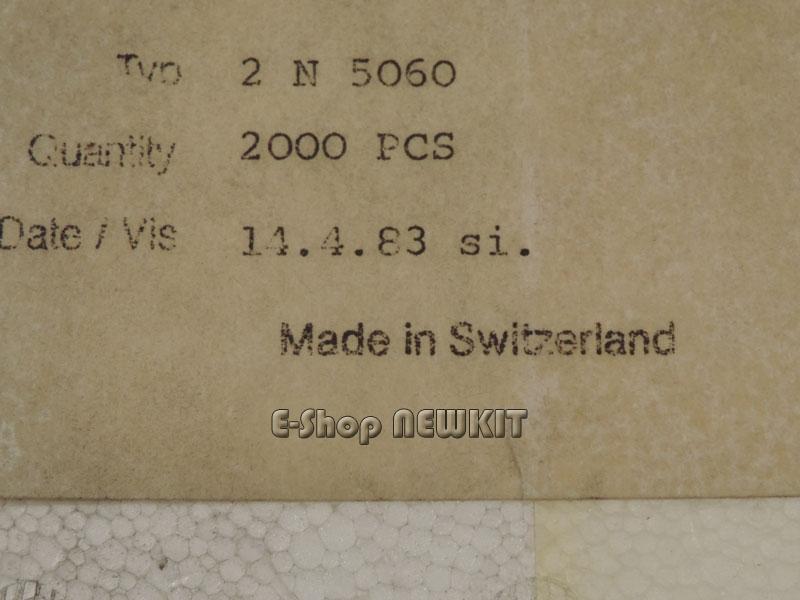 Typ 2 N 5060
Quantity 2000 PCS
Date / Vis 14.4.83 si.
Made in Switzerland
E-Shop NEWKIT